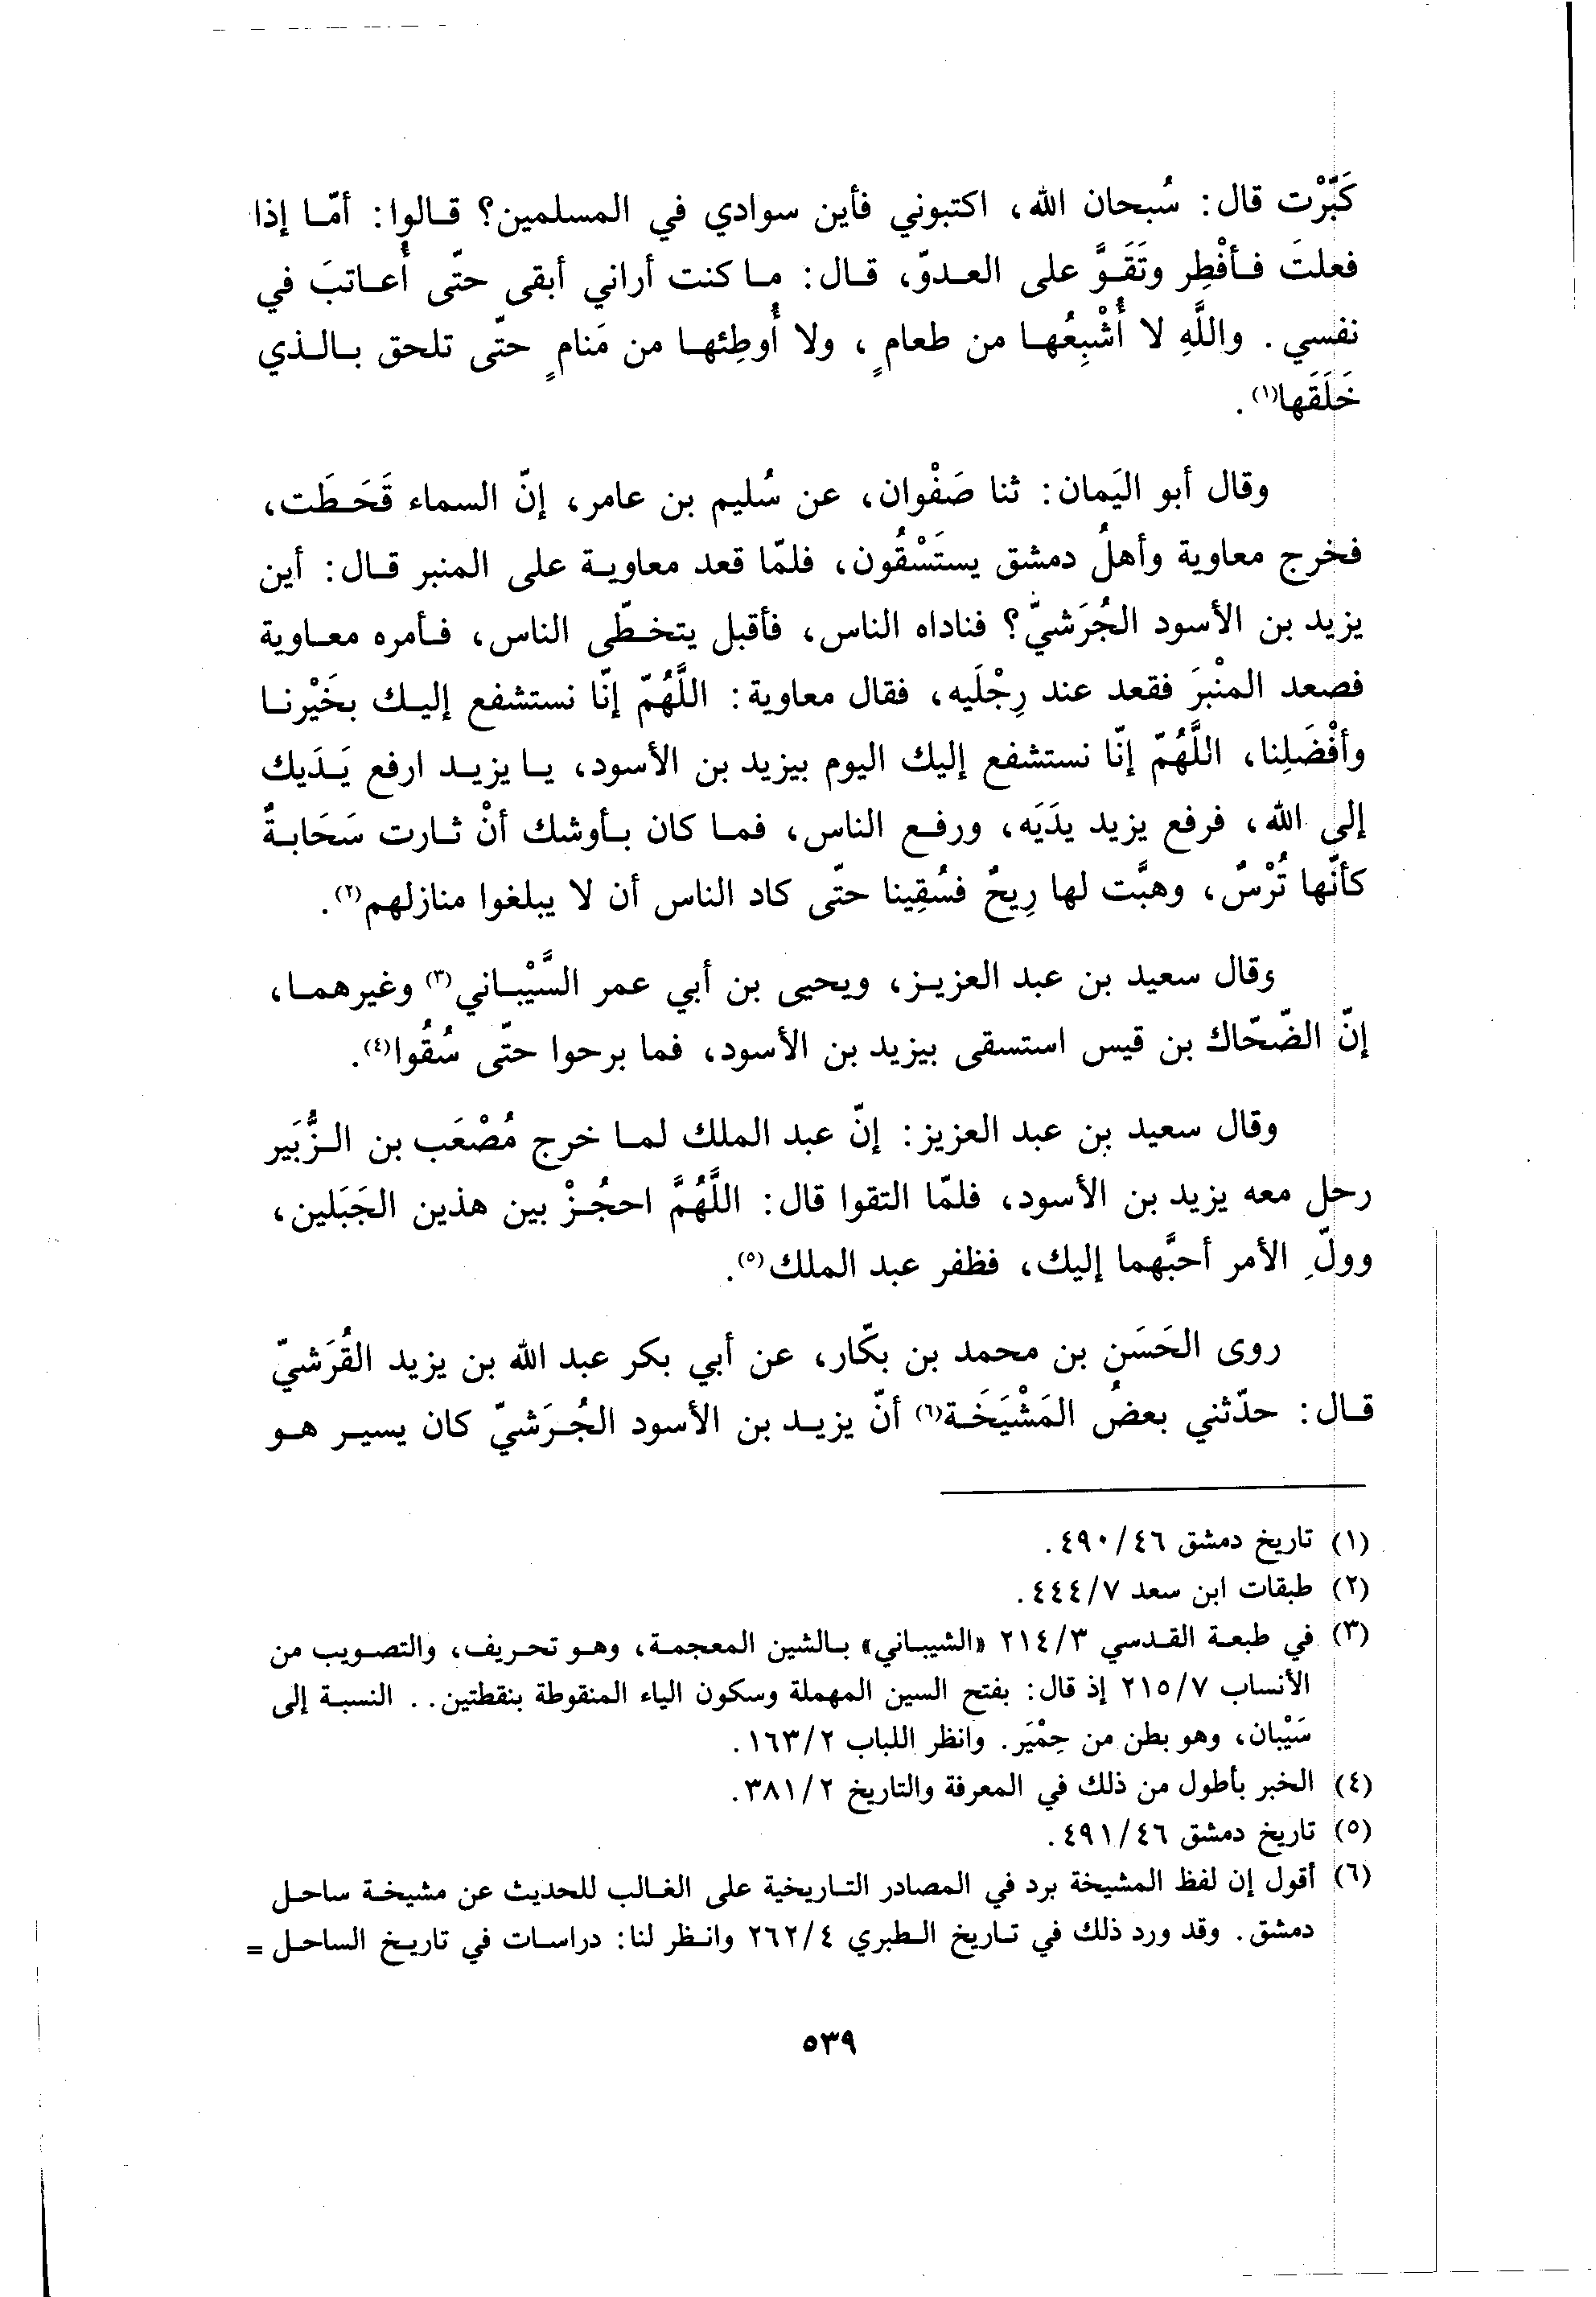 كَبَّرْت قال: سُبحان الله، اكتبوني فأين سوادي في المسلمين؟ قالوا: أمّا إذا
فعلتَ فأفْطِر وتَقَوَّ على العدوّ، قال: ما كنت أراني أبقى حتّى أُعاتبَ في
نفسي. واللَّهِ لا أُشْبِعُها من طعامٍ، ولا أُوطِئها من مَنامٍ حتّى تلحق بالذي
خَلَقَها(١).
وقال أبو اليَمان: ثنا صَفْوان، عن سُليم بن عامر، إنّ السماء قَحَطَت،
فخرج معاوية وأهلُ دمشق يستَسْقُون، فلمّا قعد معاوية على المنبر قال: أين
يزيد بن الأسود الجُرَشيّ؟ فناداه الناس، فأقبل يتخطّى الناس، فأمره معاوية
فصعد المنْبرَ فقعد عند رِجْلَيه، فقال معاوية: اللَّهُمّ إنّا نستشفع إليك بخَيْرنا
وأفْضَلِنا، اللَّهُمّ إنّا نستشفع إليك اليوم بيزيد بن الأسود، يا يزيد ارفع يَدَيك
إلى الله، فرفع يزيد يدَيَه، ورفع الناس، فما كان بأوشك أنْ ثارت سَحَابةٌ
كأنّها تُرْسٌ، وهبَّت لها رِيحٌ فسُقِينا حتّى كاد الناس أن لا يبلغوا منازلهم(٢).
وقال سعيد بن عبد العزيز، ويحيى بن أبي عمر السَّيْباني(٣) وغيرهما،
إنّ الضّحّاك بن قيس استسقى بيزيد بن الأسود، فما برحوا حتّى سُقُوا(٤).
وقال سعيد بن عبد العزيز: إنّ عبد الملك لما خرج مُصْعَب بن الزُّبَير
رحل معه يزيد بن الأسود، فلمّا التقوا قال: اللَّهُمَّ احجُزْ بين هذين الجَبَلين،
وولّ ِ الأمر أحبَّهما إليك، فظفر عبد الملك(٥).
روى الحَسَن بن محمد بن بكّار، عن أبي بكر عبد الله بن يزيد القُرَشيّ
قال: حدّثني بعضُ المَشْيَخَة(٦) أنّ يزيد بن الأسود الجُرَشيّ كان يسير هو
(١) تاريخ دمشق ٤٦/٤٩٠.
(٢) طبقات ابن سعد ٧/٤٤٤.
(٣) في طبعة القدسي ٣/٢١٤ «الشيباني» بالشين المعجمة، وهو تحريف، والتصويب من
الأنساب ٧/٢١٥ إذ قال: بفتح السين المهملة وسكون الياء المنقوطة بنقطتين.. النسبة إلى
سَيْبان، وهو بطن من حِمْيَر. وانظر اللباب ٢/١٦٣.
(٤) الخبر بأطول من ذلك في المعرفة والتاريخ ٢/٣٨١.
(٥) تاريخ دمشق ٤٦/٤٩١.
(٦) أقول إن لفظ المشيخة برد في المصادر التاريخية على الغالب للحديث عن مشيخة ساحل
دمشق. وقد ورد ذلك في تاريخ الطبري ٤/٢٦٢ وانظر لنا: دراسات في تاريخ الساحل =
٥٣٩